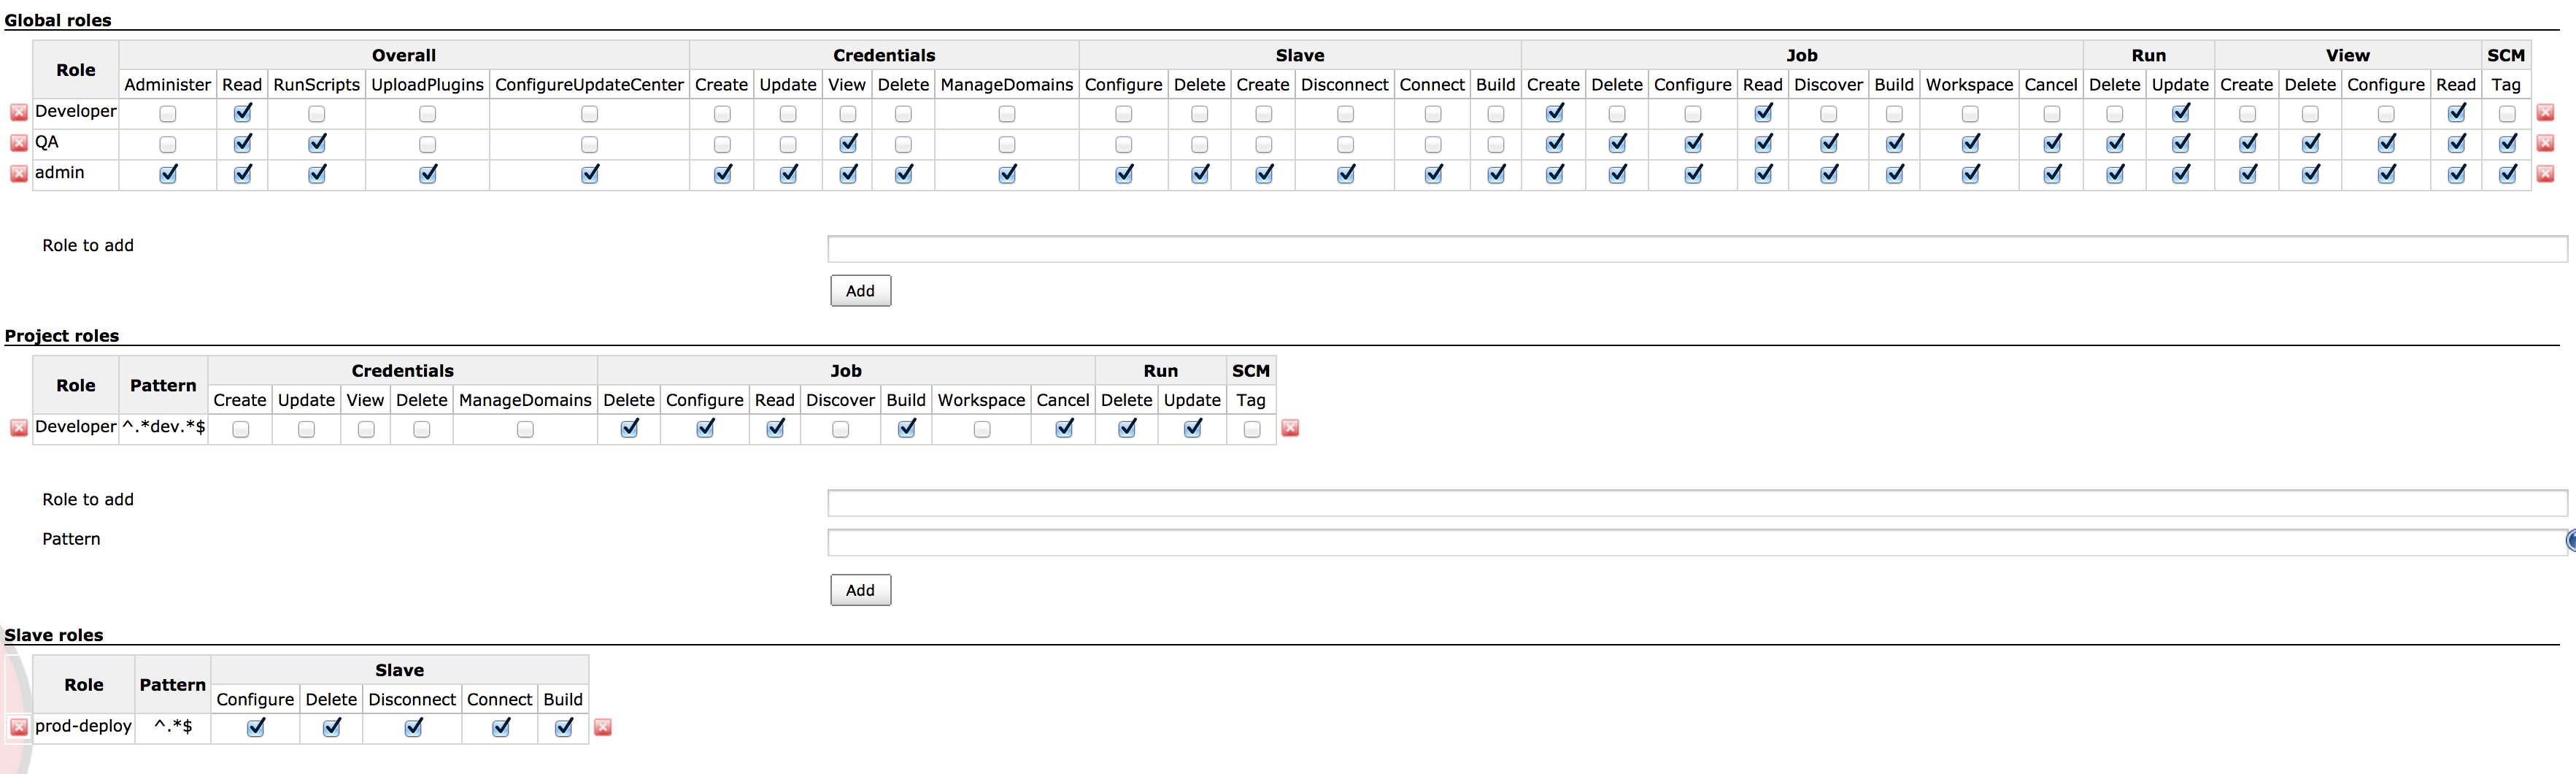 Global roles
Role Overall Credentials Slave Job Run View SCM
Administer Read RunScripts UploadPlugins ConfigureUpdateCenter Create Update View Delete ManageDomains Configure Delete Create Disconnect Connect Build Create Delete Configure Read Discover Build Workspace Cancel Delete Update Create Delete Configure Read Tag
Developer
QA
admin
Role to add
Add
Project roles
Role Pattern Credentials Job Run SCM
Create Update View Delete ManageDomains Delete Configure Read Discover Build Workspace Cancel Delete Update Tag
Developer ^.*dev.*$
Role to add
Pattern
Add
Slave roles
Role Pattern Slave
Configure Delete Disconnect Connect Build
prod-deploy ^.*$